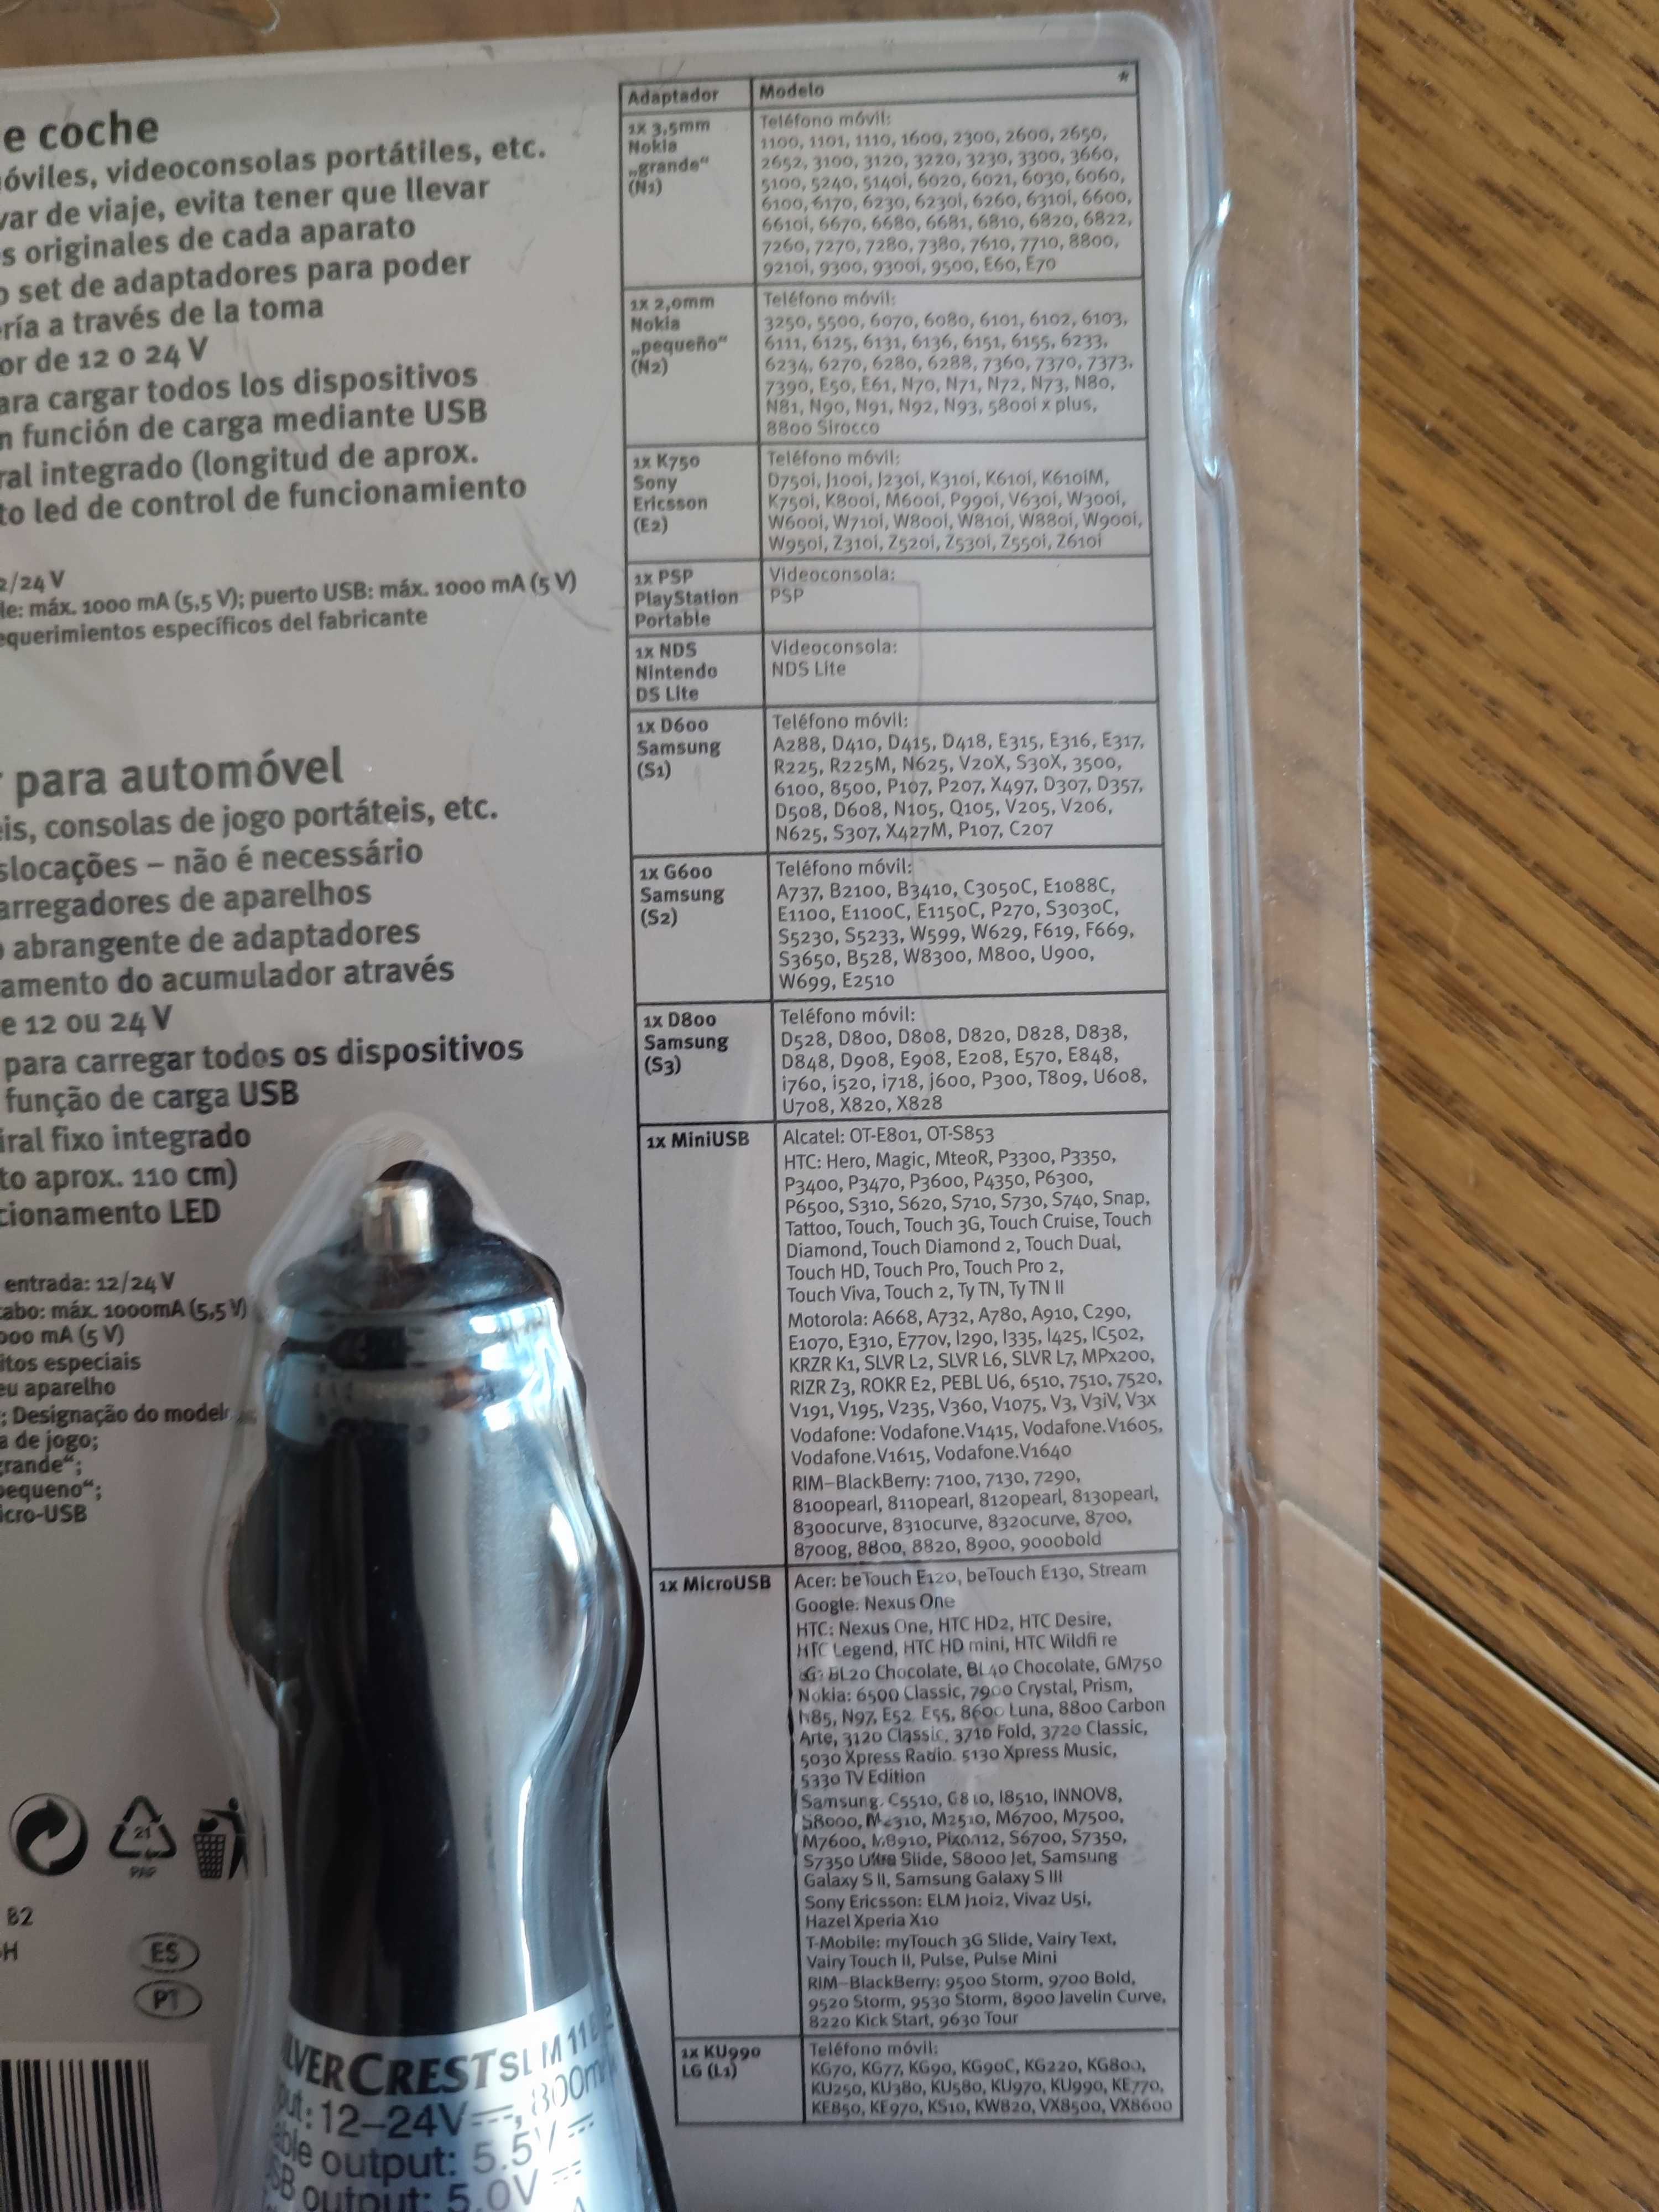 e coche
óviles, videoconsolas portátiles, etc.
var de viaje, evita tener que llevar
s originales de cada aparato
o set de adaptadores para poder
ría a través de la toma
or de 12 o 24 V
ara cargar todos los dispositivos
n función de carga mediante USB
ral integrado (longitud de aprox.
to led de control de funcionamiento
2/24 V
le: máx. 1000 mA (5,5 V); puerto USB: máx. 1000 mA (5 V)
equerimientos específicos del fabricante
r para automóvel
eis, consolas de jogo portáteis, etc.
slocações – não é necessário
arregadores de aparelhos
o abrangente de adaptadores
amento do acumulador através
e 12 ou 24 V
para carregar todos os dispositivos
função de carga USB
iral fixo integrado
to aprox. 110 cm)
cionamento LED
entrada: 12/24 V
cabo: máx. 1000mA (5,5 V)
000 mA (5 V)
itos especiais
eu aparelho
; Designação do model
a de jogo;
grande“;
pequeno“;
icro-USB
21
PAP
B2
H
ES
PT
Adaptador Modelo *
1x 3,5mm
Nokia
„grande“
(N1)
Teléfono móvil:
1100, 1101, 1110, 1600, 2300, 2600, 2650,
2652, 3100, 3120, 3220, 3230, 3300, 3660,
5100, 5240, 5140i, 6020, 6021, 6030, 6060,
6100, 6170, 6230, 6230i, 6260, 6310i, 6600,
6610i, 6670, 6680, 6681, 6810, 6820, 6822,
7260, 7270, 7280, 7380, 7610, 7710, 8800,
9210i, 9300, 9300i, 9500, E60, E70
1x 2,0mm
Nokia
„pequeño“
(N2)
Teléfono móvil:
3250, 5500, 6070, 6080, 6101, 6102, 6103,
6111, 6125, 6131, 6136, 6151, 6155, 6233,
6234, 6270, 6280, 6288, 7360, 7370, 7373,
7390, E50, E61, N70, N71, N72, N73, N80,
N81, N90, N91, N92, N93, 5800i x plus,
8800 Sirocco
1x K750
Sony
Ericsson
(E2)
Teléfono móvil:
D750i, J100i, J230i, K310i, K610i, K610iM,
K750i, K800i, M600i, P990i, V630i, W300i,
W600i, W710i, W800i, W810i, W880i, W900i,
W950i, Z310i, Z520i, Z530i, Z550i, Z610i
1x PSP
PlayStation
Portable
Videoconsola:
PSP
1x NDS
Nintendo
DS Lite
Videoconsola:
NDS Lite
1x D600
Samsung
(S1)
Teléfono móvil:
A288, D410, D415, D418, E315, E316, E317,
R225, R225M, N625, V20X, S30X, 3500,
6100, 8500, P107, P207, X497, D307, D357,
D508, D608, N105, Q105, V205, V206,
N625, S307, X427M, P107, C207
1x G600
Samsung
(S2)
Teléfono móvil:
A737, B2100, B3410, C3050C, E1088C,
E1100, E1100C, E1150C, P270, S3030C,
S5230, S5233, W599, W629, F619, F669,
S3650, B528, W8300, M800, U900,
W699, E2510
1x D800
Samsung
(S3)
Teléfono móvil:
D528, D800, D808, D820, D828, D838,
D848, D908, E908, E208, E570, E848,
i760, i520, i718, j600, P300, T809, U608,
U708, X820, X828
1x MiniUSB
Alcatel: OT-E801, OT-S853
HTC: Hero, Magic, MteoR, P3300, P3350,
P3400, P3470, P3600, P4350, P6300,
P6500, S310, S620, S710, S730, S740, Snap,
Tattoo, Touch, Touch 3G, Touch Cruise, Touch
Diamond, Touch Diamond 2, Touch Dual,
Touch HD, Touch Pro, Touch Pro 2,
Touch Viva, Touch 2, Ty TN, Ty TN II
Motorola: A668, A732, A780, A910, C290,
E1070, E310, E770v, I290, I335, I425, IC502,
KRZR K1, SLVR L2, SLVR L6, SLVR L7, MPx200,
RIZR Z3, ROKR E2, PEBL U6, 6510, 7510, 7520,
V191, V195, V235, V360, V1075, V3, V3iV, V3x
Vodafone: Vodafone.V1415, Vodafone.V1605,
Vodafone.V1615, Vodafone.V1640
RIM–BlackBerry: 7100, 7130, 7290,
8100pearl, 8110pearl, 8120pearl, 8130pearl,
8300curve, 8310curve, 8320curve, 8700,
8700g, 8800, 8820, 8900, 9000bold
1x MicroUSB
Acer: beTouch E120, beTouch E130, Stream
Google: Nexus One
HTC: Nexus One, HTC HD2, HTC Desire,
HTC Legend, HTC HD mini, HTC Wildfi re
LG: BL20 Chocolate, BL40 Chocolate, GM750
Nokia: 6500 Classic, 7900 Crystal, Prism,
N85, N97, E52, E55, 8600 Luna, 8800 Carbon
Arte, 3120 Classic, 3710 Fold, 3720 Classic,
5030 Xpress Radio. 5130 Xpress Music,
5330 TV Edition
Samsung. C5510, G810, I8510, INNOV8,
S8000, M2310, M2510, M6700, M7500,
M7600, M8910, Pixon12, S6700, S7350,
S7350 Ultra Slide, S8000 Jet, Samsung
Galaxy S II, Samsung Galaxy S III
Sony Ericsson: ELM J10i2, Vivaz U5i,
Hazel Xperia X10
T-Mobile: myTouch 3G Slide, Vairy Text,
Vairy Touch II, Pulse, Pulse Mini
RIM–BlackBerry: 9500 Storm, 9700 Bold,
9520 Storm, 9530 Storm, 8900 Javelin Curve,
8220 Kick Start, 9630 Tour
1x KU990
LG (L1)
Teléfono móvil:
KG70, KG77, KG90, KG90C, KG220, KG800,
KU250, KU380, KU580, KU970, KU990, KE770,
KE850, KE970, KS10, KW820, VX8500, VX8600
LVERCREST SLM 11
put: 12–24V⎓, 800m
ble output: 5.5V⎓
B output: 5.0V⎓